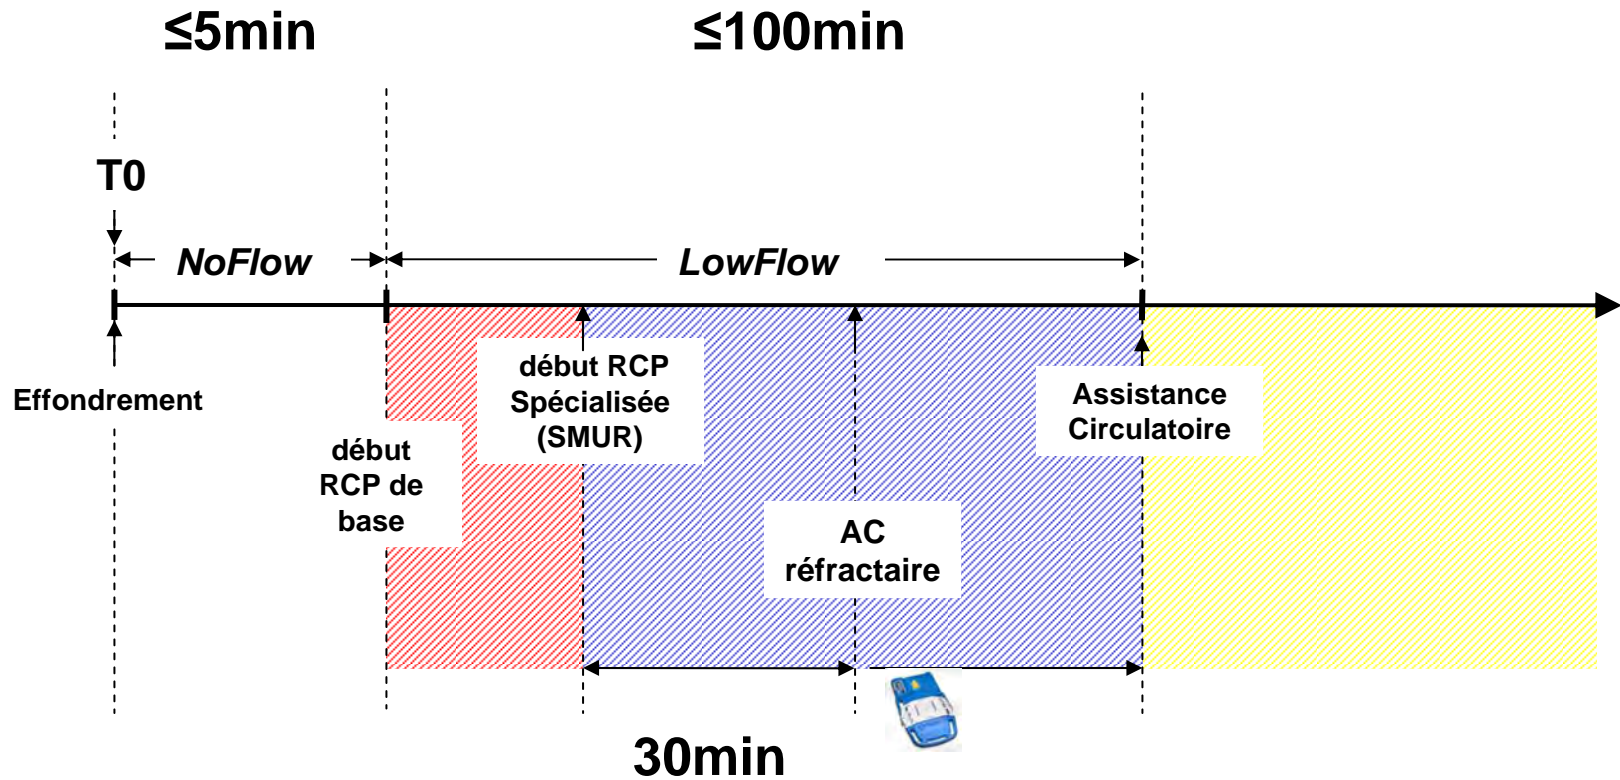 ≤5min
≤100min
T0
NoFlow
LowFlow
Effondrement
début
RCP de
base
début RCP
Spécialisée
(SMUR)
AC
réfractaire
Assistance
Circulatoire
30min